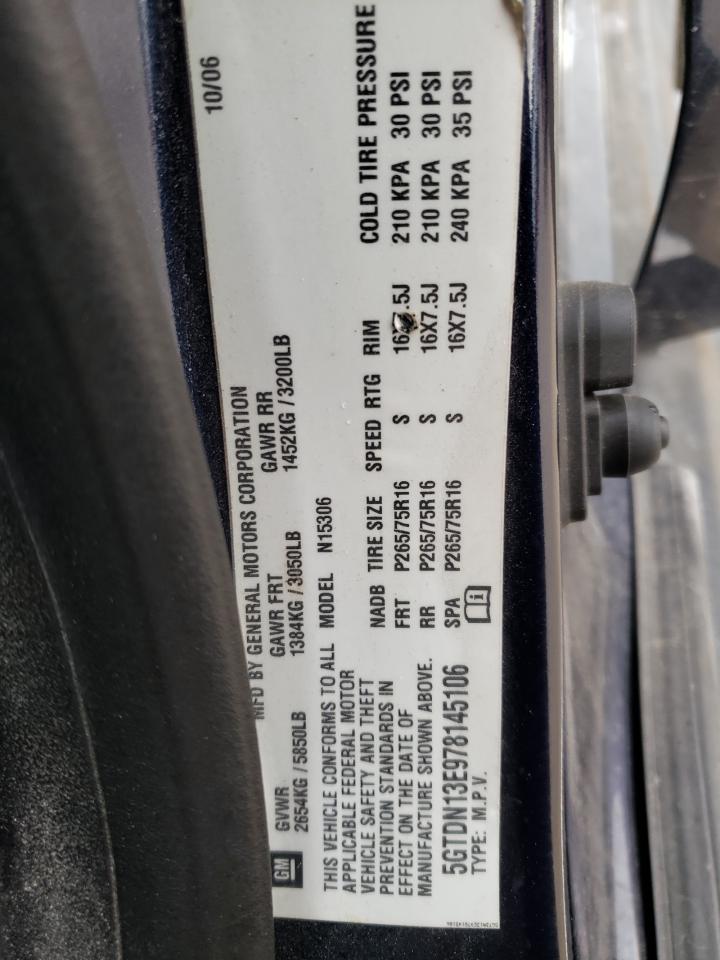 MFD BY GENERAL MOTORS CORPORATION 10/06
GVWR GAWR FRT GAWR RR
2654KG / 5850LB 1384KG / 3050LB 1452KG / 3200LB
GM
THIS VEHICLE CONFORMS TO ALL
APPLICABLE FEDERAL MOTOR
VEHICLE SAFETY AND THEFT
PREVENTION STANDARDS IN
EFFECT ON THE DATE OF
MANUFACTURE SHOWN ABOVE.
MODEL N15306
NADB TIRE SIZE SPEED RTG RIM COLD TIRE PRESSURE
FRT P265/75R16 S 16X7.5J 210 KPA 30 PSI
RR P265/75R16 S 16X7.5J 210 KPA 30 PSI
SPA P265/75R16 S 16X7.5J 240 KPA 35 PSI
5GTDN13E978145106
TYPE: M.P.V.
5GTDN13E978145106